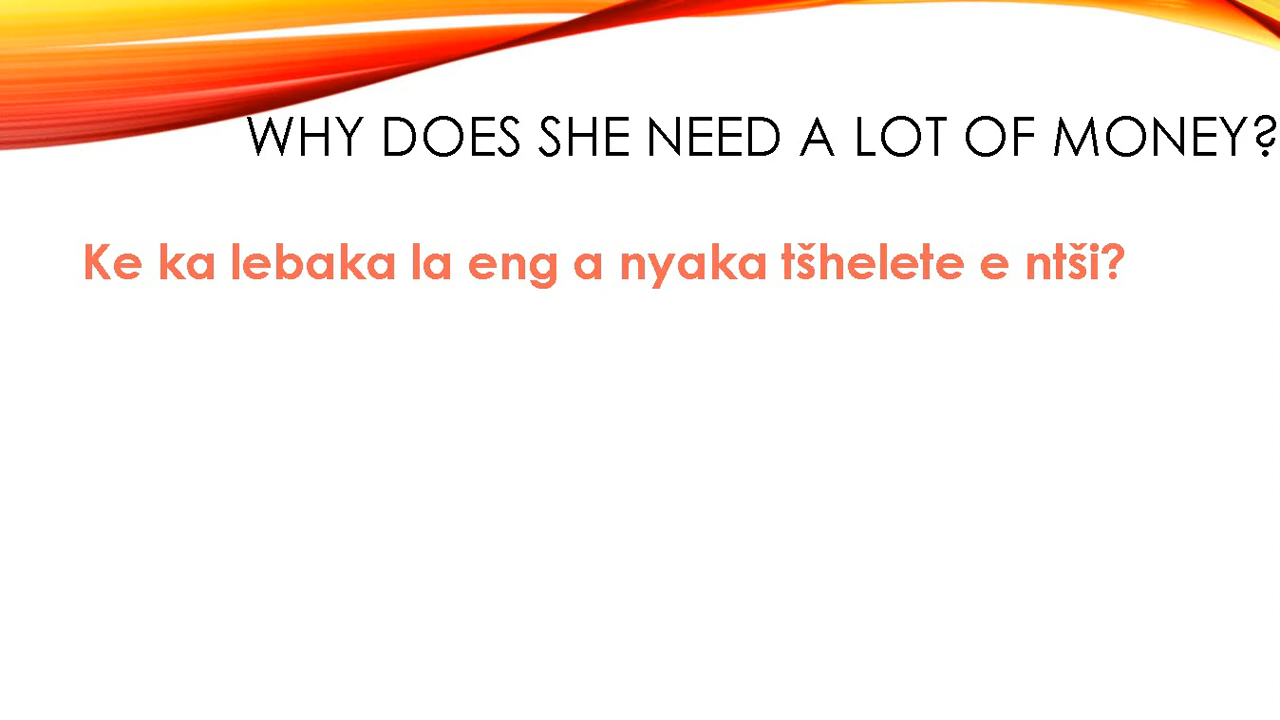 WHY DOES SHE NEED A LOT OF MONEY?
Ke ka lebaka la eng a nyaka tšhelete e ntši?